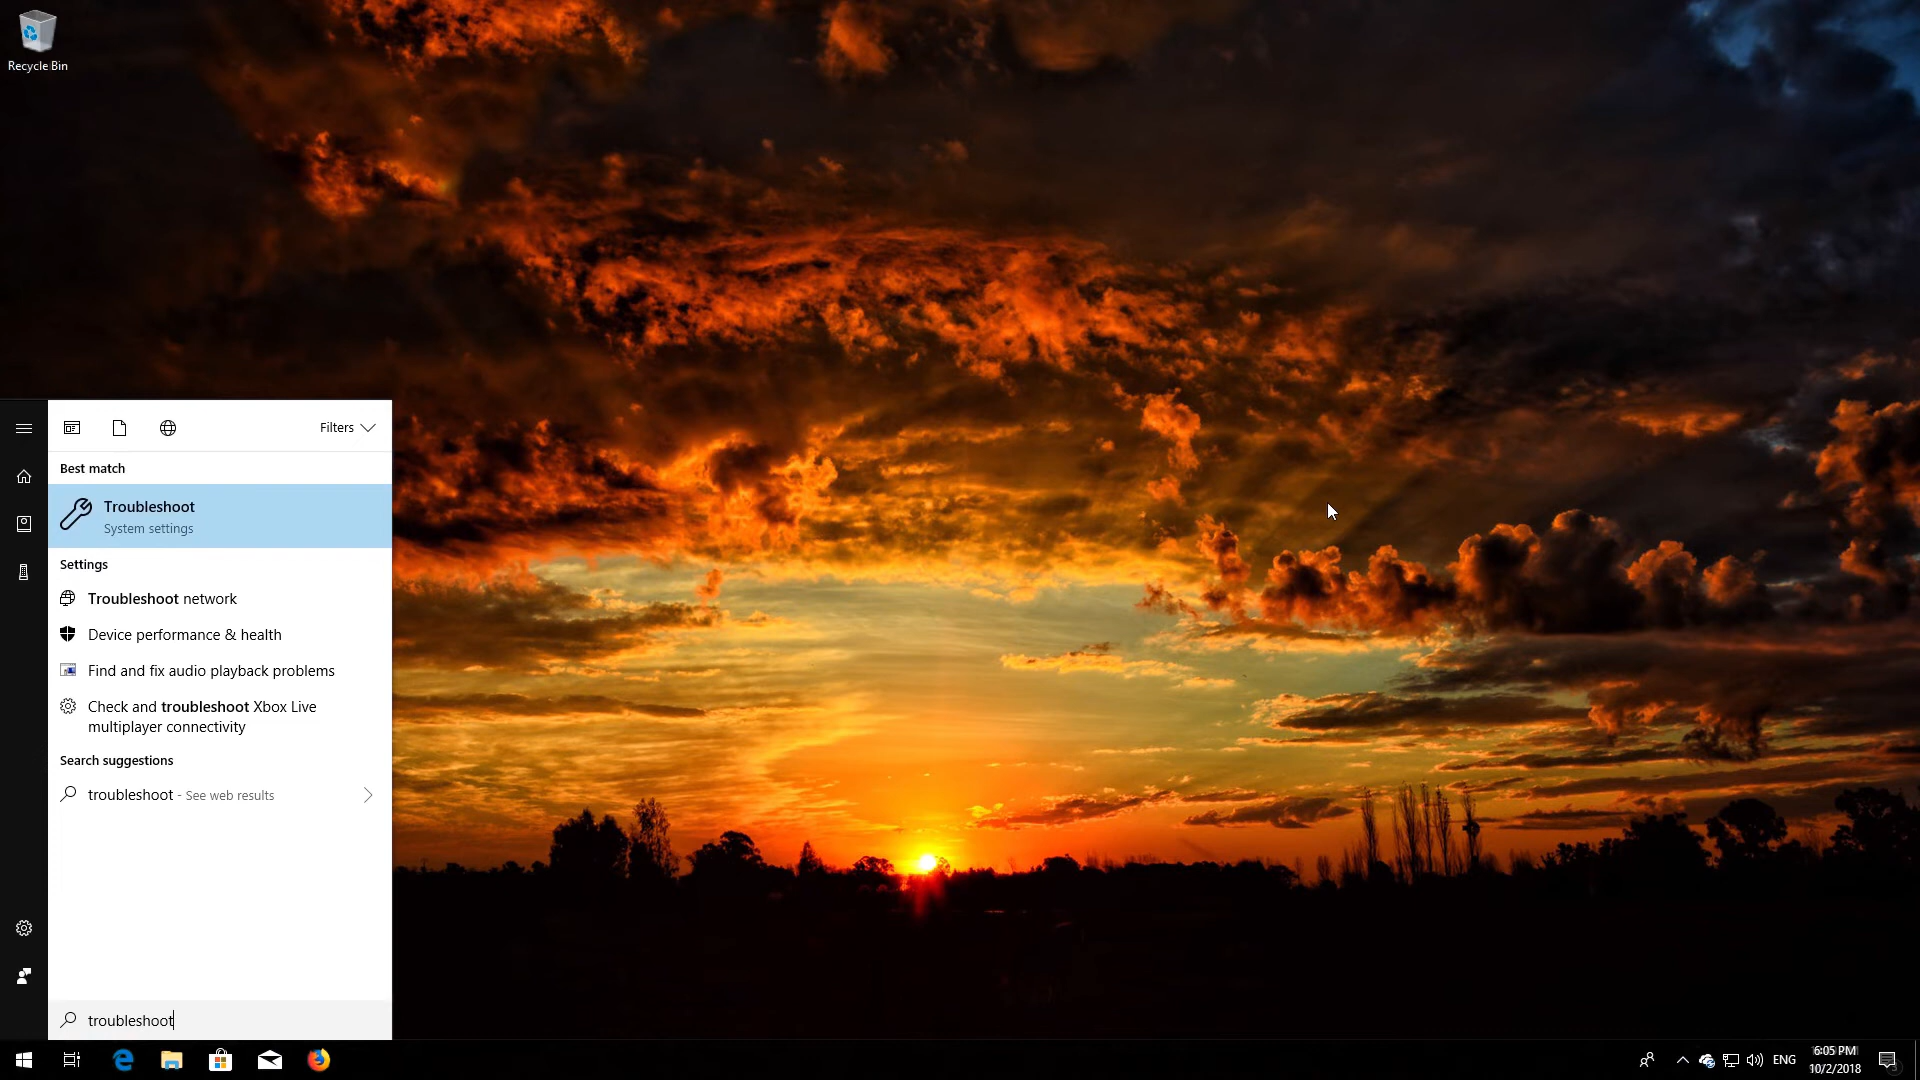 Recycle Bin
Filters
Best match
Troubleshoot
System settings
Settings
Troubleshoot network
Device performance & health
Find and fix audio playback problems
Check and troubleshoot Xbox Live
multiplayer connectivity
Search suggestions
troubleshoot - See web results
troubleshoot
ENG
6:05 PM
10/2/2018